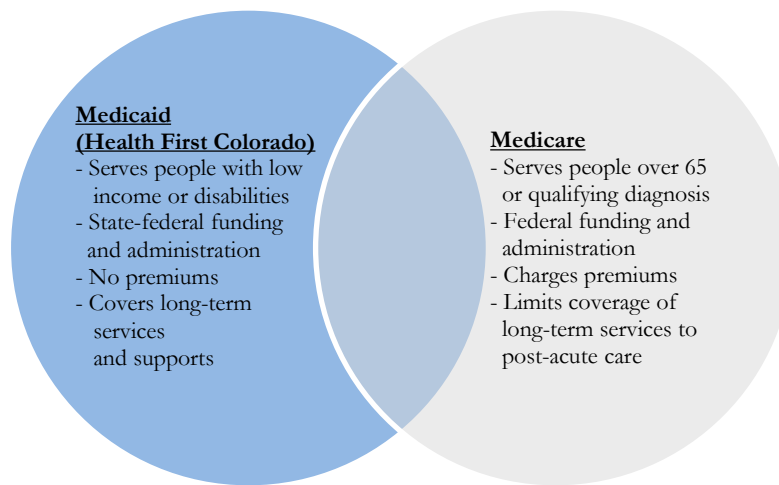 Medicaid
(Health First Colorado)
- Serves people with low
income or disabilities
- State-federal funding
and administration
- No premiums
- Covers long-term
services
and supports
Medicare
- Serves people over 65
or qualifying diagnosis
- Federal funding and
administration
- Charges premiums
- Limits coverage of
long-term services to
post-acute care